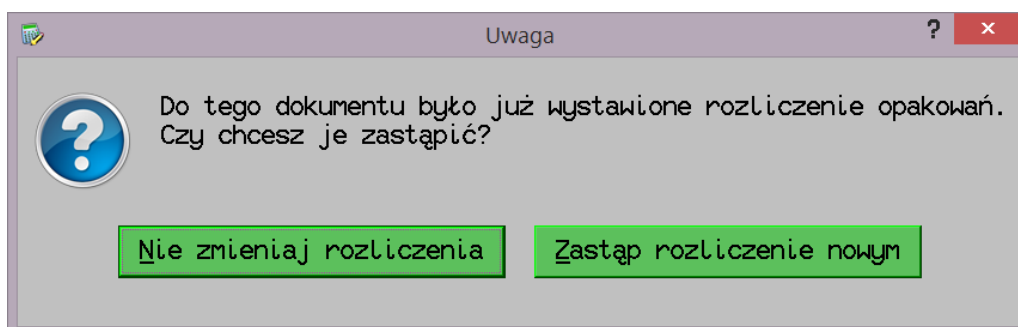 Uwaga
Do tego dokumentu było już wystawione rozliczenie opakowań.
Czy chcesz je zastąpić?
Nie zmieniaj rozliczenia
Zastąp rozliczenie nowym